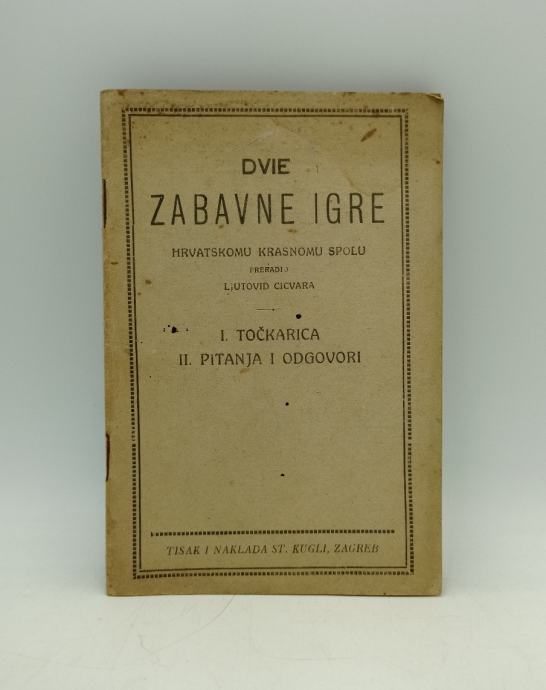 DVIE
ZABAVNE IGRE
HRVATSKOMU KRASNOMU SPOLU
PRERADIO
LJUTOVID CICVARA
I. TOČKARICA
II. PITANJA I ODGOVORI
TISAK I NAKLADA ST. KUGLI, ZAGREB